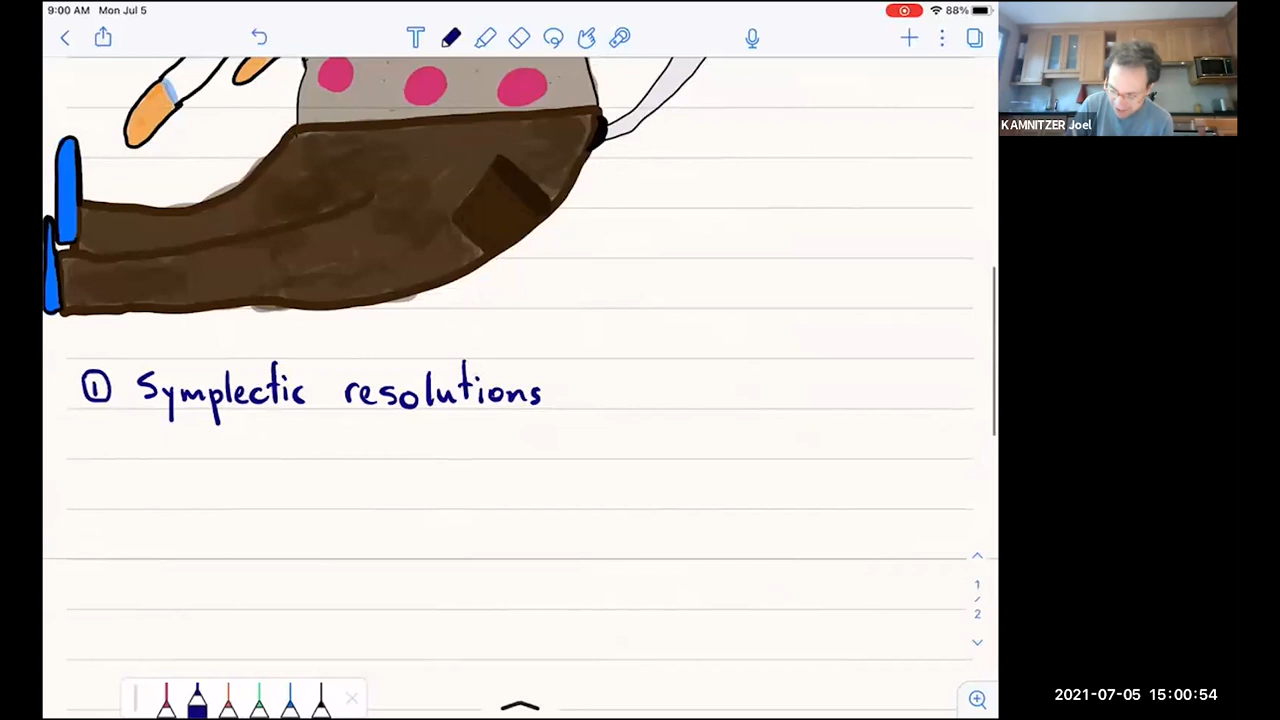 9:00 AM Mon Jul 5
88%
T
KAMNITZER Joel
① Symplectic resolutions
1
/
2
2021-07-05 15:00:54